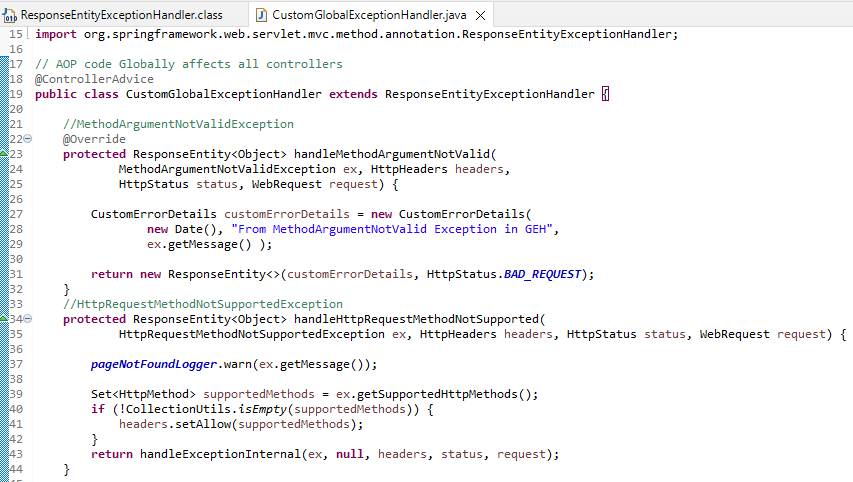 ResponseEntityExceptionHandler.class CustomGlobalExceptionHandler.java
15 import org.springframework.web.servlet.mvc.method.annotation.ResponseEntityExceptionHandler;
16
17 // AOP code Globally affects all controllers
18 @ControllerAdvice
19 public class CustomGlobalExceptionHandler extends ResponseEntityExceptionHandler {
20
21 //MethodArgumentNotValidException
22 @Override
23 protected ResponseEntity<Object> handleMethodArgumentNotValid(
24 MethodArgumentNotValidException ex, HttpHeaders headers,
25 HttpStatus status, WebRequest request) {
26
27 CustomErrorDetails customErrorDetails = new CustomErrorDetails(
28 new Date(), "From MethodArgumentNotValid Exception in GEH",
29 ex.getMessage() );
30
31 return new ResponseEntity<>(customErrorDetails, HttpStatus.BAD_REQUEST);
32 }
33 //HttpRequestMethodNotSupportedException
34 protected ResponseEntity<Object> handleHttpRequestMethodNotSupported(
35 HttpRequestMethodNotSupportedException ex, HttpHeaders headers, HttpStatus status, WebRequest request) {
36
37 pageNotFoundLogger.warn(ex.getMessage());
38
39 Set<HttpMethod> supportedMethods = ex.getSupportedHttpMethods();
40 if (!CollectionUtils.isEmpty(supportedMethods)) {
41 headers.setAllow(supportedMethods);
42 }
43 return handleExceptionInternal(ex, null, headers, status, request);
44 }